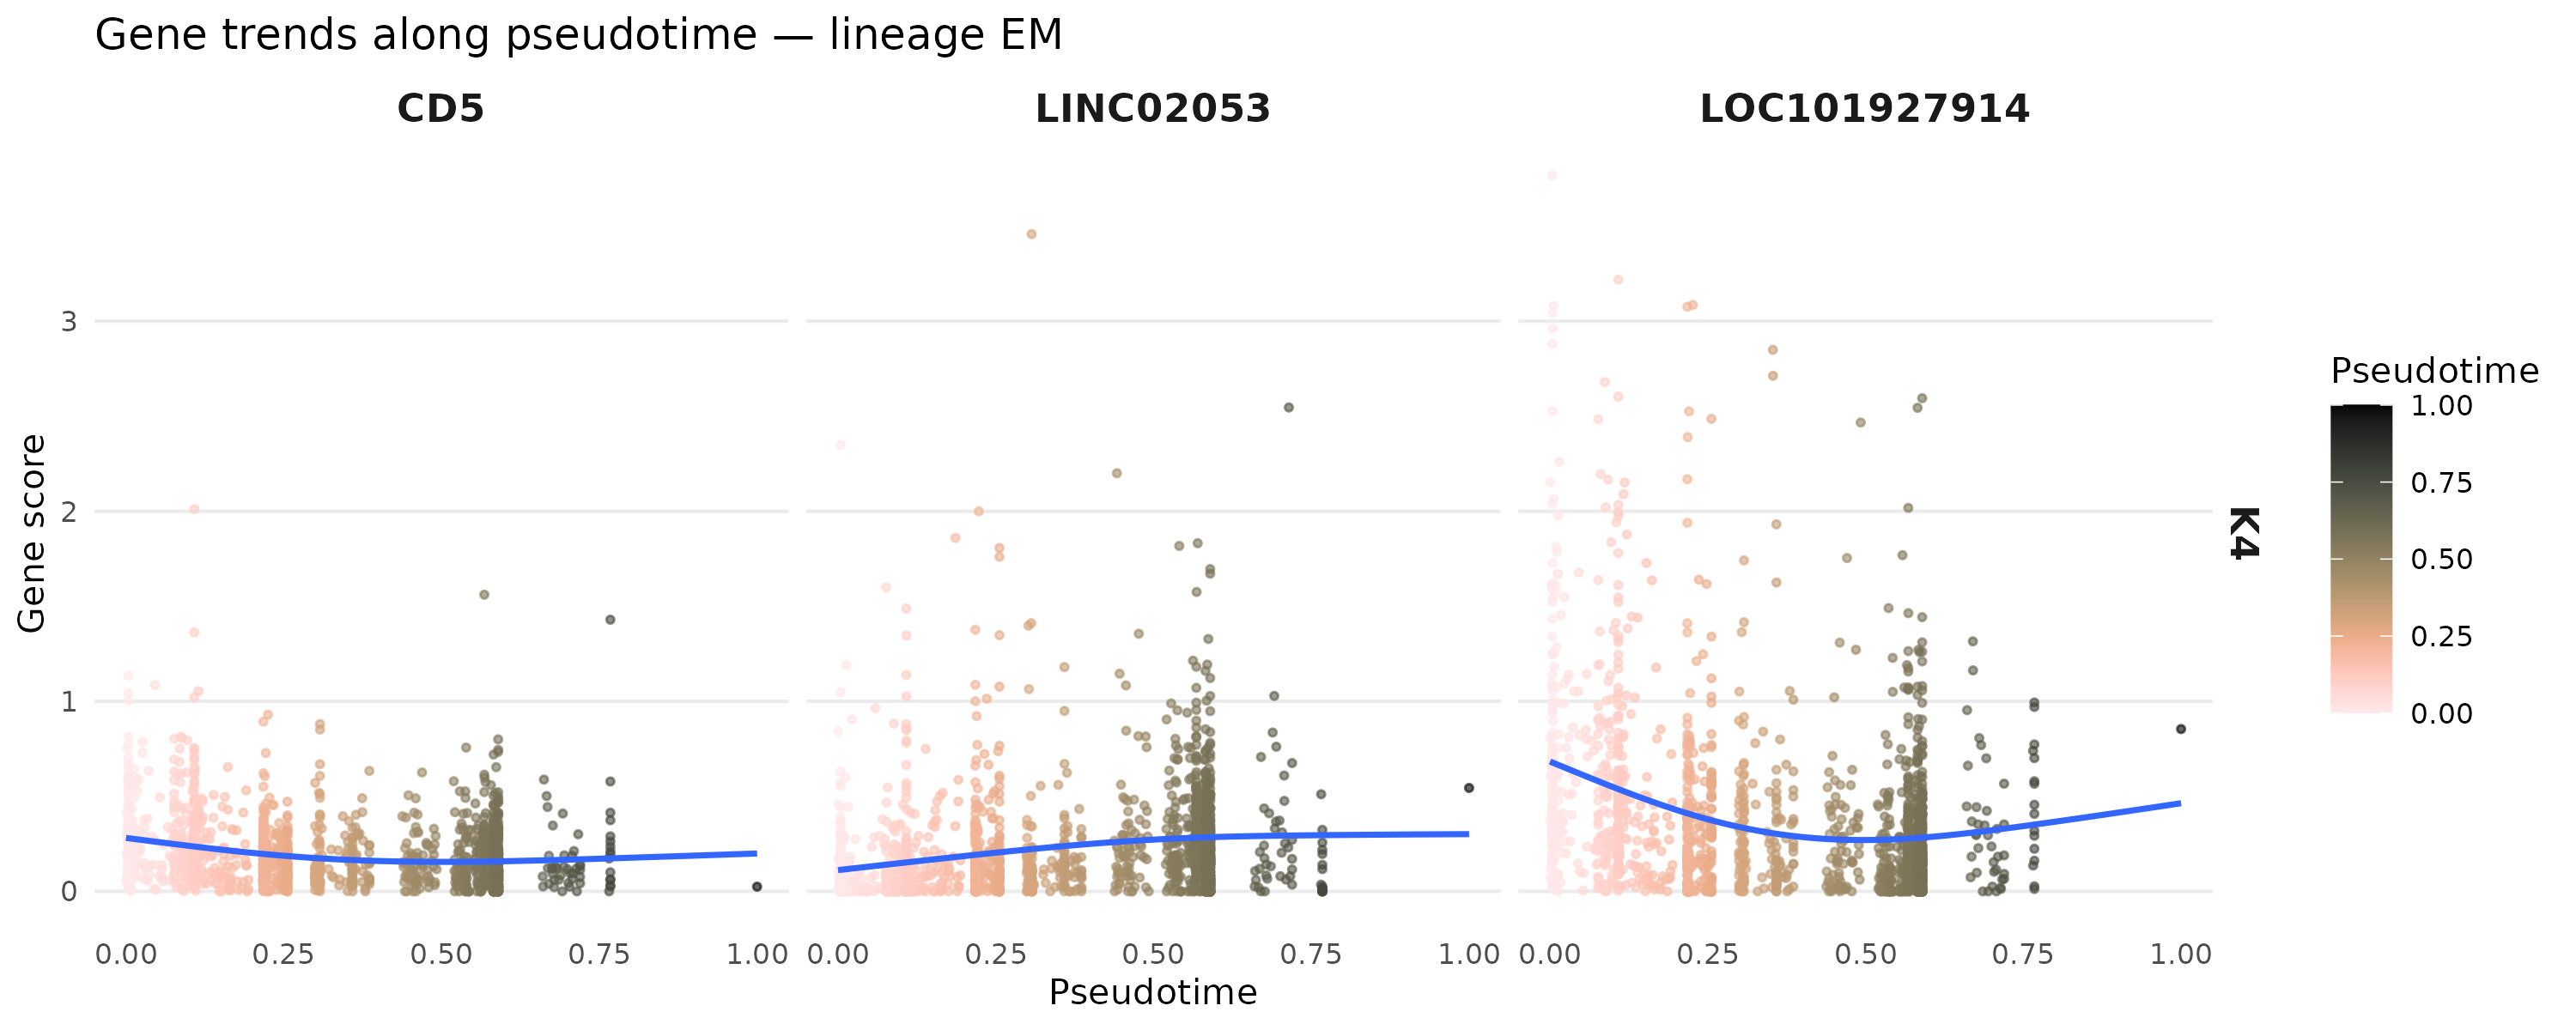 Gene trends along pseudotime — lineage EM
CD5
LINC02053
LOC101927914
Gene score
3
2
1
0
0.00 0.25 0.50 0.75 1.00
0.00 0.25 0.50 0.75 1.00
0.00 0.25 0.50 0.75 1.00
Pseudotime
K4
Pseudotime
1.00
0.75
0.50
0.25
0.00